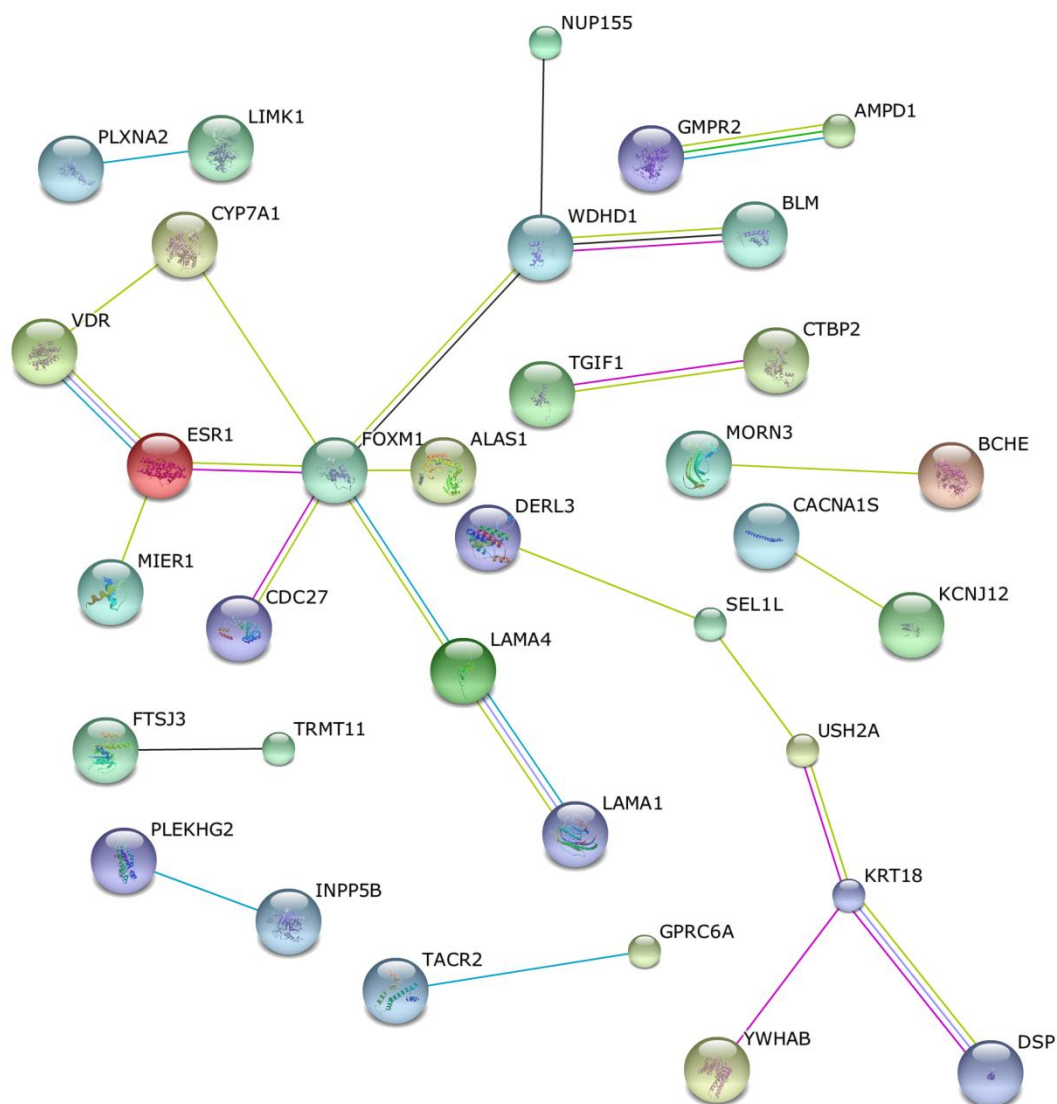 NUP155
LIMK1
PLXNA2
GMPR2
AMPD1
CYP7A1
WDHD1
BLM
VDR
TGIF1
CTBP2
ESR1
FOXM1
ALAS1
MORN3
BCHE
DERL3
CACNA1S
MIER1
CDC27
SEL1L
KCNJ12
LAMA4
FTSJ3
TRMT11
USH2A
LAMA1
PLEKHG2
INPP5B
KRT18
TACR2
GPRC6A
YWHAB
DSP